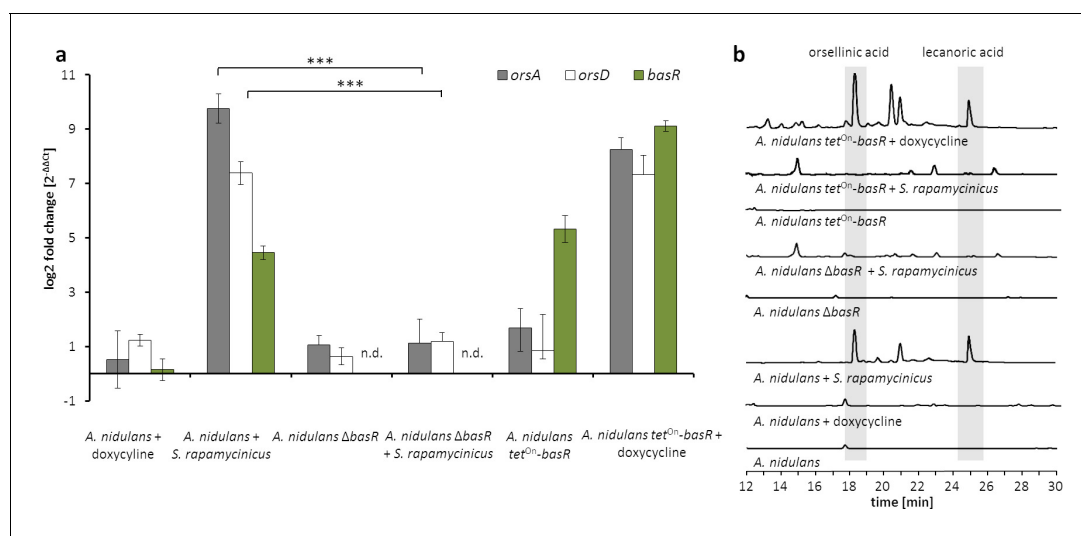 a
***
***
orsA orsD basR
log2 fold change [2-ΔΔCt]
11
9
7
5
3
1
-1
n.d.
n.d.
A. nidulans +
doxycyline
A. nidulans +
S. rapamycinicus
A. nidulans ΔbasR
A. nidulans ΔbasR
+ S. rapamycinicus
A. nidulans
tetOn-basR
A. nidulans tetOn-basR +
doxycycline
b
orsellinic acid
lecanoric acid
A. nidulans tetOn-basR + doxycycline
A. nidulans tetOn-basR + S. rapamycinicus
A. nidulans tetOn-basR
A. nidulans ΔbasR + S. rapamycinicus
A. nidulans ΔbasR
A. nidulans + S. rapamycinicus
A. nidulans + doxycycline
A. nidulans
12 14 16 18 20 22 24 26 28 30
time [min]